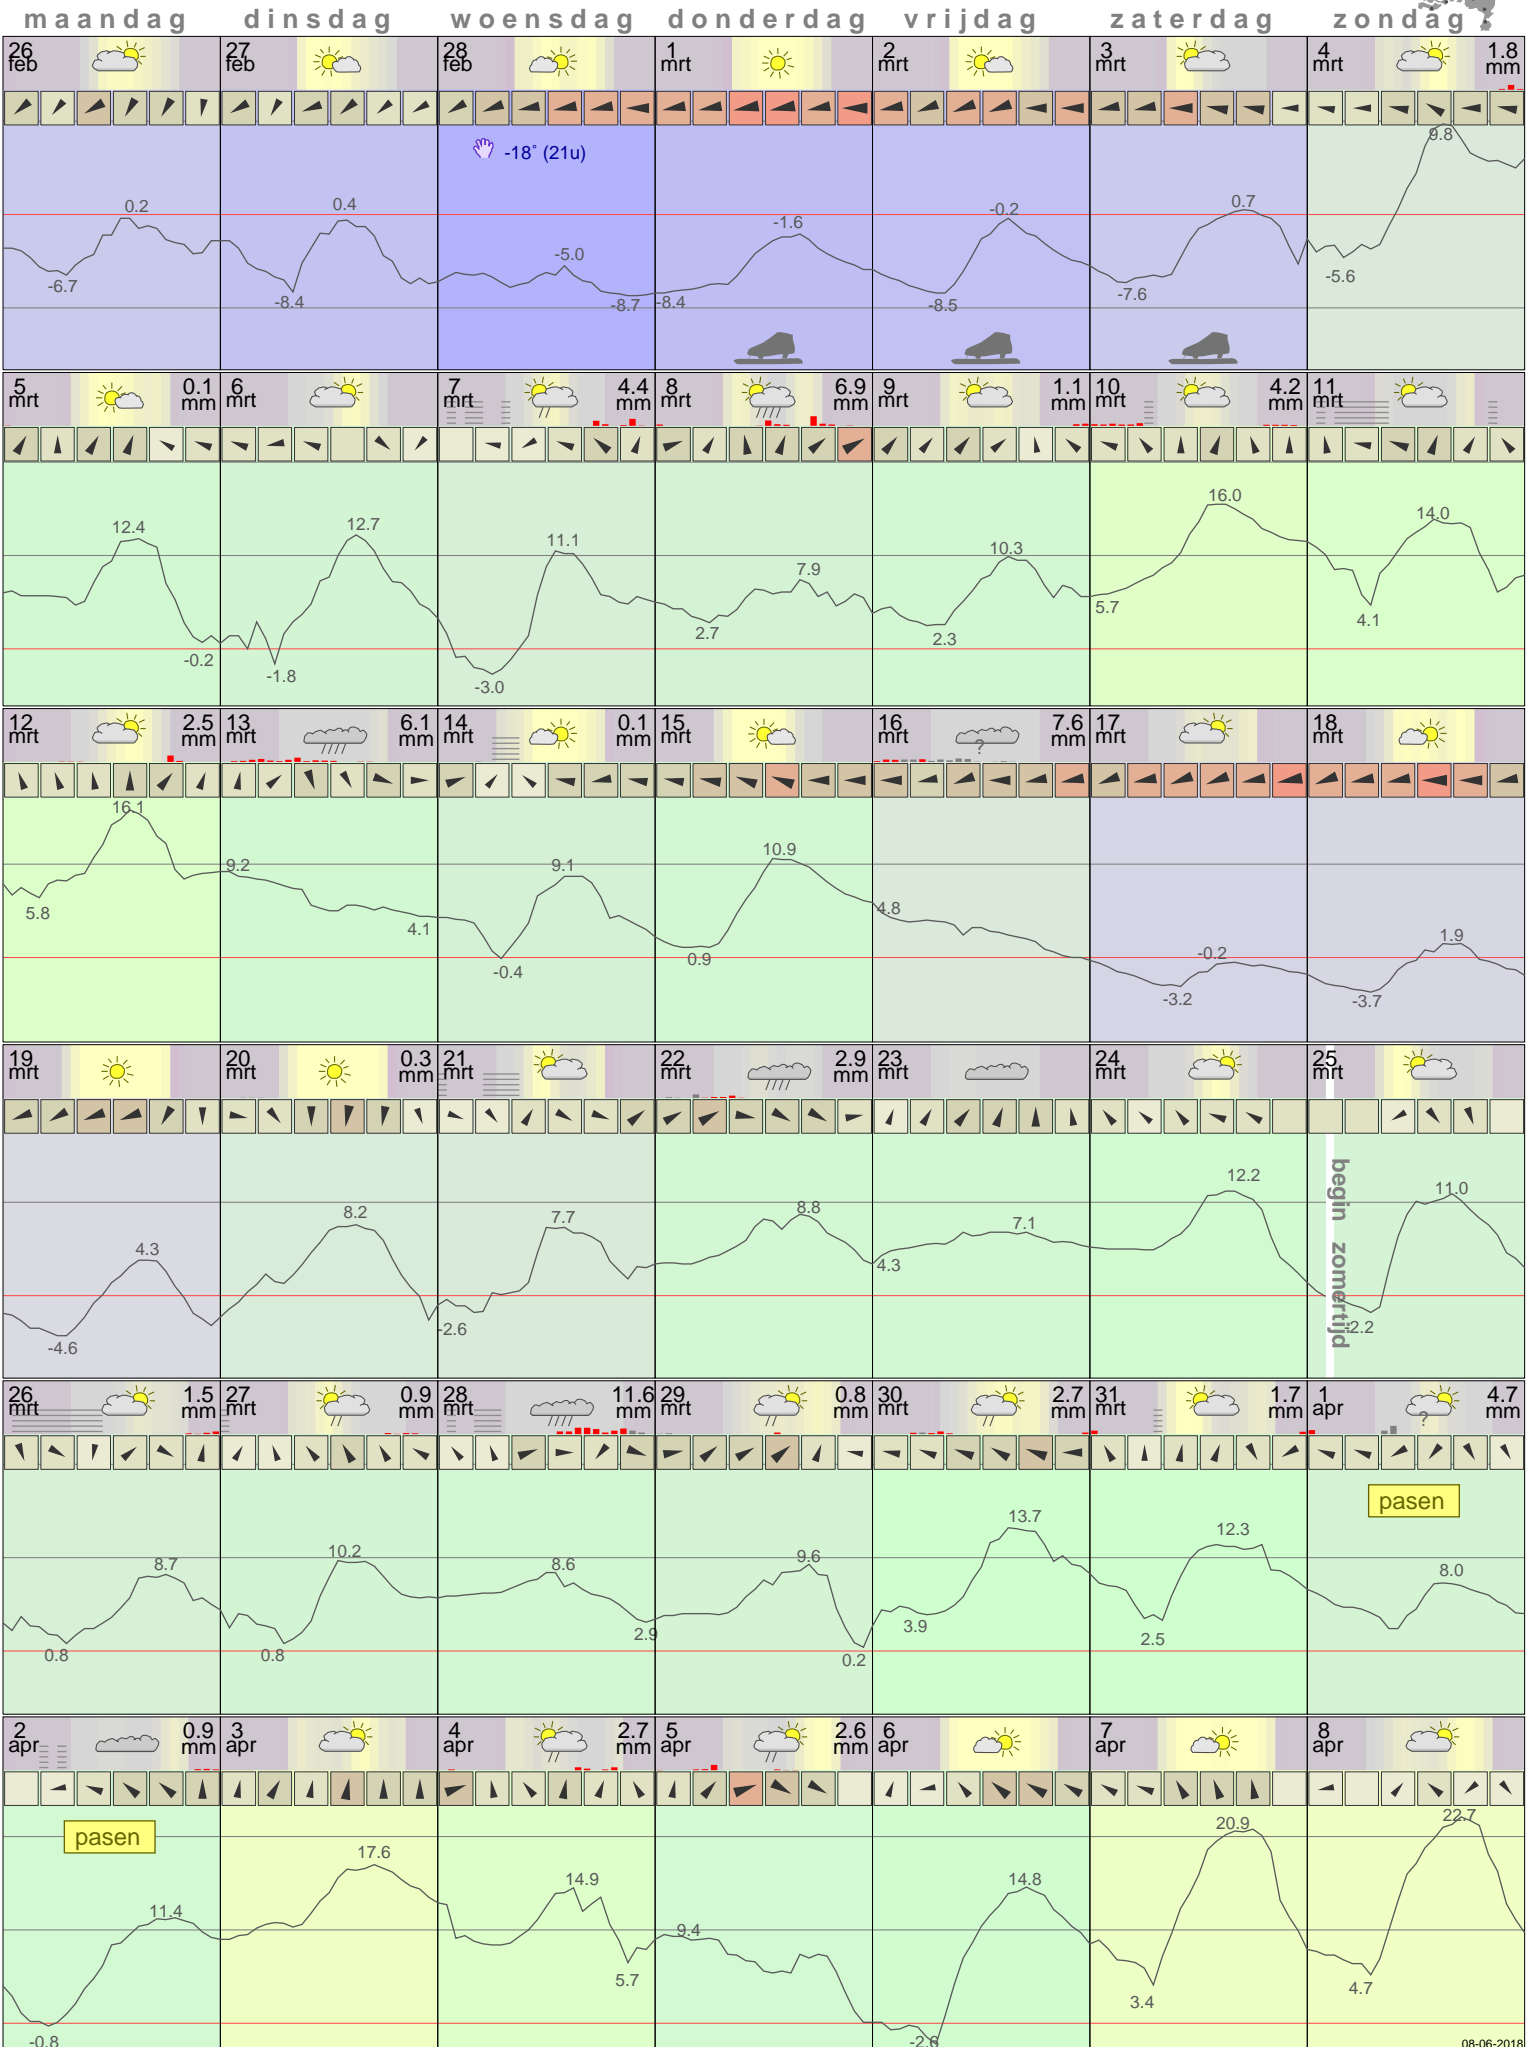 maandag dinsdag woensdag donderdag vrijdag zaterdag zondag
26 feb 27 feb 28 feb 1 mrt 2 mrt 3 mrt 4 mrt 1.8 mm
-18° (21u)
0.2 -6.7 0.4 -8.4 -5.0 -8.7 -8.4 -1.6 -0.2 -8.5 0.7 -7.6 9.8 -5.6
5 mrt 0.1 mm 6 mrt 7 mrt 4.4 mm 8 mrt 6.9 mm 9 mrt 1.1 mm 10 mrt 4.2 mm 11 mrt
12.4 -0.2 12.7 -1.8 11.1 -3.0 7.9 2.7 10.3 2.3 16.0 5.7 14.0 4.1
12 mrt 2.5 mm 13 mrt 6.1 mm 14 mrt 0.1 mm 15 mrt 16 mrt ? 7.6 mm 17 mrt 18 mrt
16.1 5.8 9.2 4.1 9.1 -0.4 10.9 0.9 4.8 -0.2 -3.2 1.9 -3.7
19 mrt 20 mrt 0.3 mm 21 mrt 22 mrt 2.9 mm 23 mrt 24 mrt 25 mrt
begin zomertijd
4.3 -4.6 8.2 -2.6 7.7 8.8 4.3 7.1 12.2 11.0 -2.2
26 mrt 1.5 mm 27 mrt 0.9 mm 28 mrt 11.6 mm 29 mrt 0.8 mm 30 mrt 2.7 mm 31 mrt 1.7 mm 1 apr ? 4.7 mm
pasen
8.7 0.8 10.2 0.8 8.6 2.9 9.6 0.2 13.7 3.9 12.3 2.5 8.0
2 apr 0.9 mm 3 apr 4 apr 2.7 mm 5 apr 2.6 mm 6 apr 7 apr 8 apr
pasen
11.4 -0.8 17.6 14.9 5.7 9.4 14.8 -2.6 20.9 3.4 22.7 4.7
08-06-2018